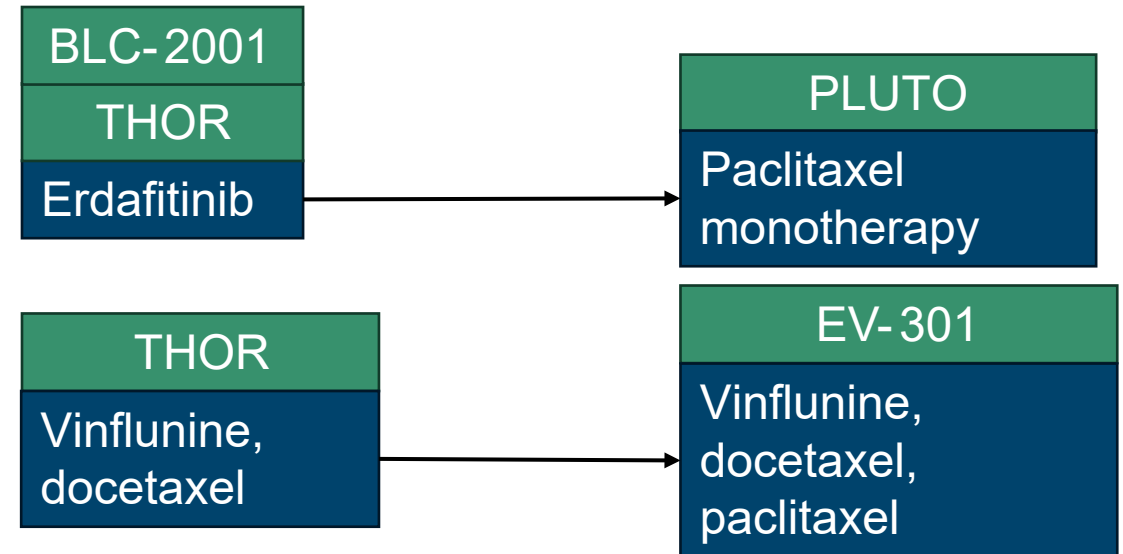 BLC-2001
THOR
Erdafitinib
PLUTO
Paclitaxel
monotherapy
THOR
Vinflunine,
docetaxel
EV-301
Vinflunine,
docetaxel,
paclitaxel